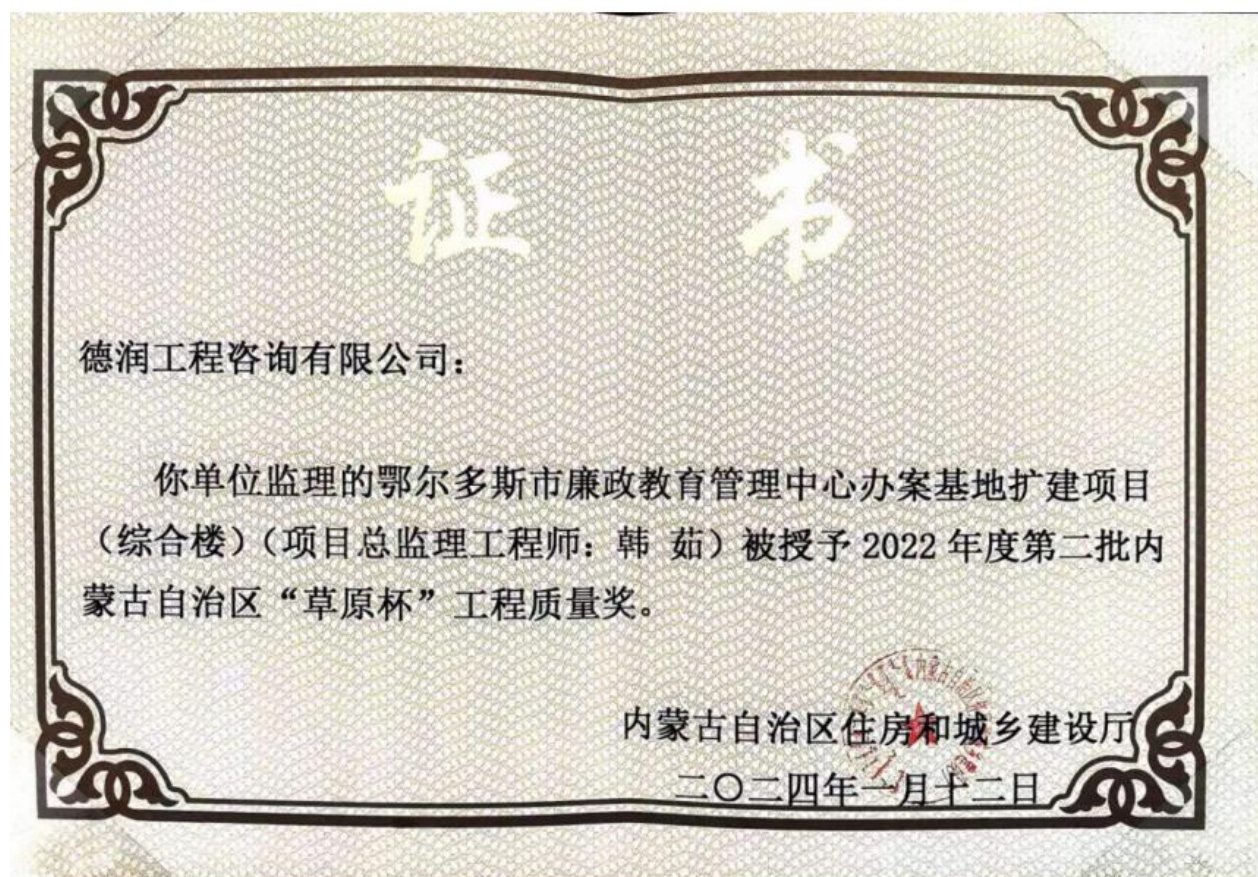 证 书
德润工程咨询有限公司：
你单位监理的鄂尔多斯市廉政教育管理中心办案基地扩建项目
（综合楼）（项目总监理工程师：韩 茹）被授予 2022 年度第二批内
蒙古自治区“草原杯”工程质量奖。
内蒙古自治区住房和城乡建设厅
二〇二四年一月十二日